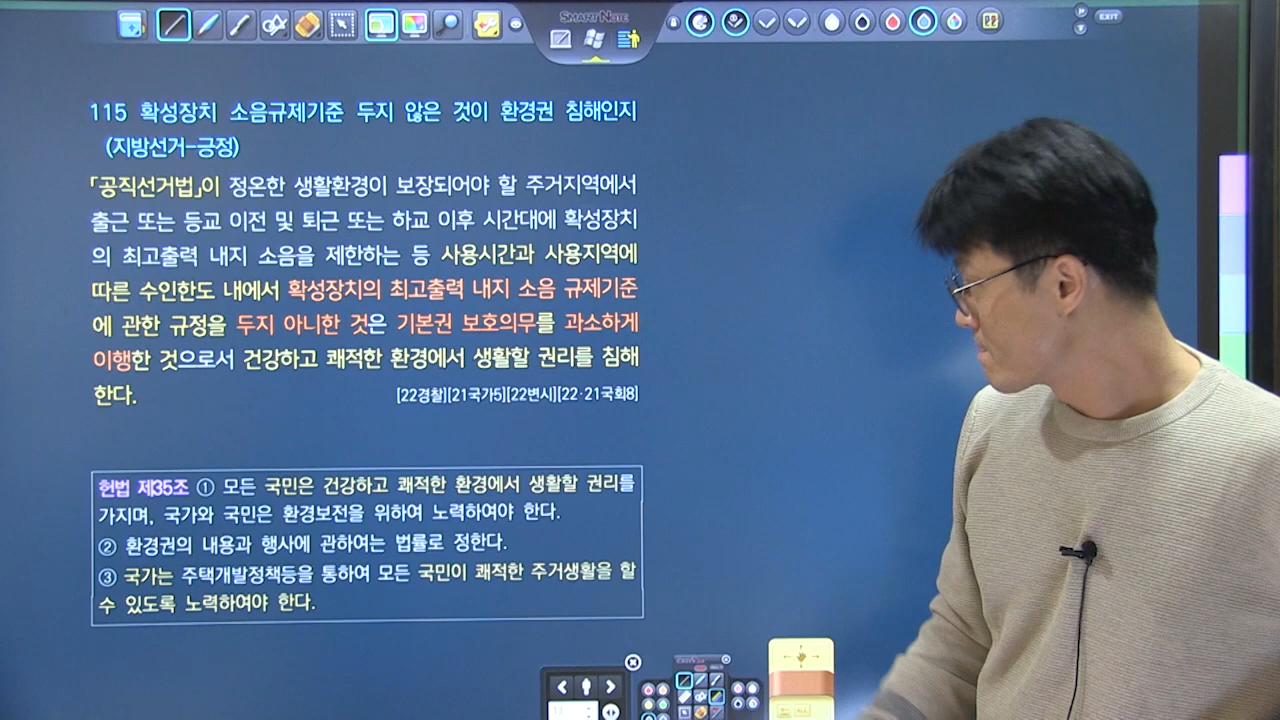 SMART NOTE
EXIT
115 확성장치 소음규제기준 두지 않은 것이 환경권 침해인지
(지방선거-긍정)
「공직선거법」이 정온한 생활환경이 보장되어야 할 주거지역에서
출근 또는 등교 이전 및 퇴근 또는 하교 이후 시간대에 확성장치
의 최고출력 내지 소음을 제한하는 등 사용시간과 사용지역에
따른 수인한도 내에서 확성장치의 최고출력 내지 소음 규제기준
에 관한 규정을 두지 아니한 것은 기본권 보호의무를 과소하게
이행한 것으로서 건강하고 쾌적한 환경에서 생활할 권리를 침해
한다.
[22경찰][21국가5][22변시][22·21국회8]
헌법 제35조 ① 모든 국민은 건강하고 쾌적한 환경에서 생활할 권리를
가지며, 국가와 국민은 환경보전을 위하여 노력하여야 한다.
② 환경권의 내용과 행사에 관하여는 법률로 정한다.
③ 국가는 주택개발정책등을 통하여 모든 국민이 쾌적한 주거생활을 할
수 있도록 노력하여야 한다.